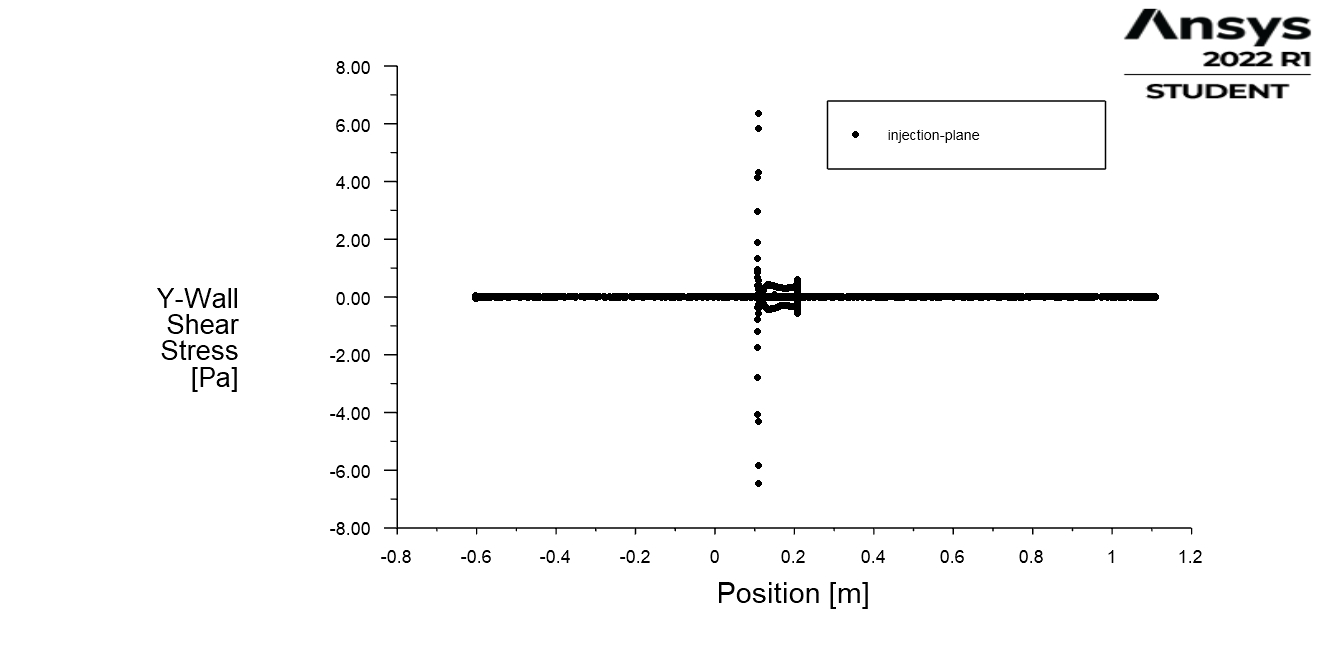 Ansys
2022 R1
STUDENT
8.00
6.00
4.00
2.00
0.00
-2.00
-4.00
-6.00
-8.00
injection-plane
Y-Wall
Shear
Stress
[Pa]
-0.8 -0.6 -0.4 -0.2 0 0.2 0.4 0.6 0.8 1 1.2
Position [m]